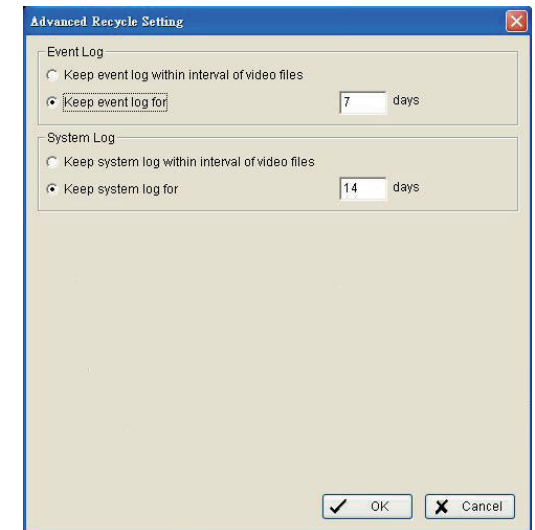 Advanced Recycle Setting
Event Log
Keep event log within interval of video files
Keep event log for 7 days
System Log
Keep system log within interval of video files
Keep system log for 14 days
OK Cancel